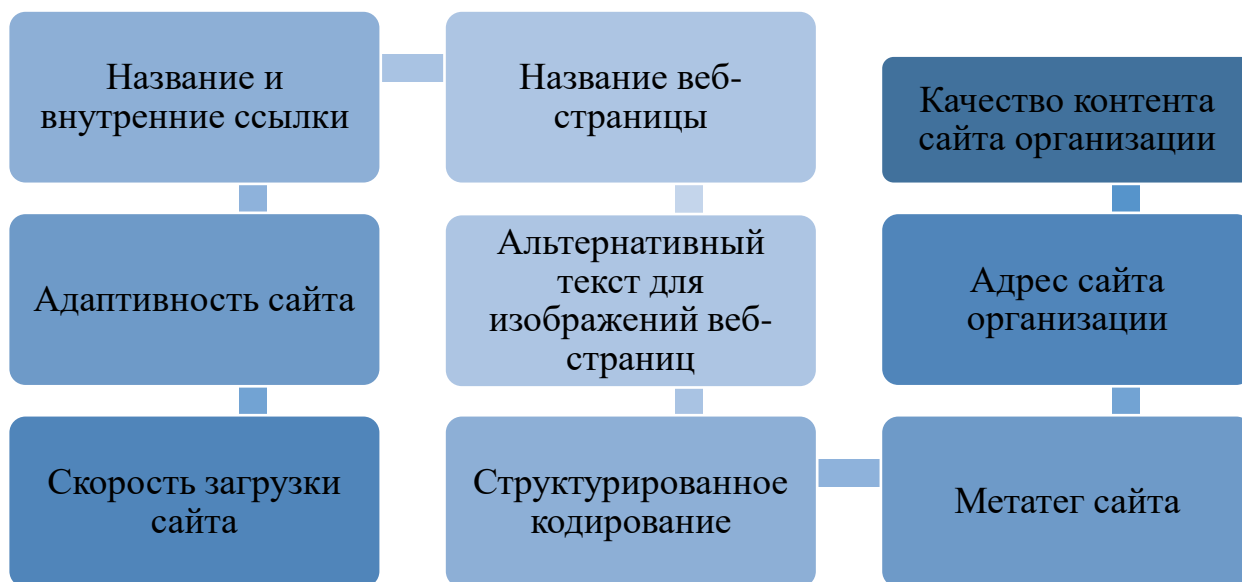 Название и
внутренние ссылки
Название веб-
страницы
Качество контента
сайта организации
Адаптивность сайта
Альтернативный
текст для
изображений веб-
страниц
Адрес сайта
организации
Скорость загрузки
сайта
Структурированное
кодирование
Метатег сайта